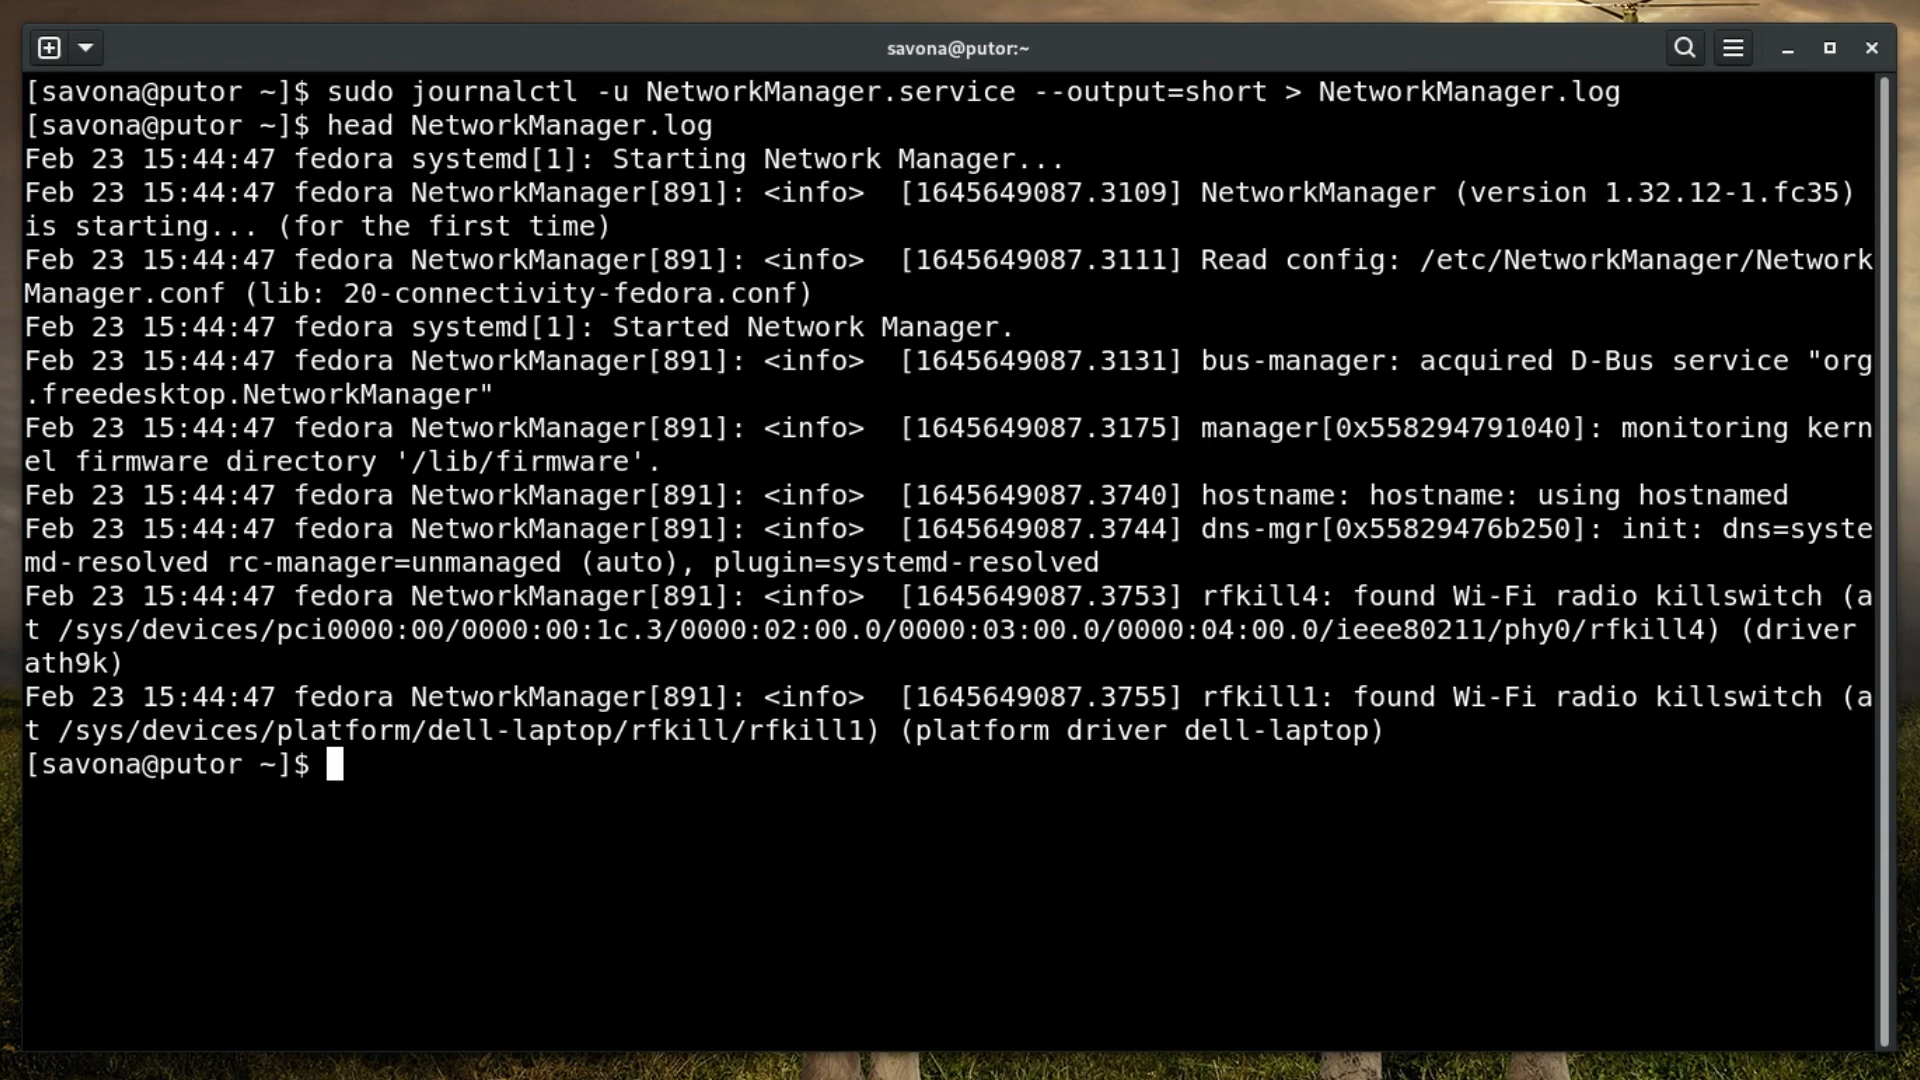 savona@putor:~
[savona@putor ~]$ sudo journalctl -u NetworkManager.service --output=short > NetworkManager.log
[savona@putor ~]$ head NetworkManager.log
Feb 23 15:44:47 fedora systemd[1]: Starting Network Manager...
Feb 23 15:44:47 fedora NetworkManager[891]: <info>  [1645649087.3109] NetworkManager (version 1.32.12-1.fc35)
is starting... (for the first time)
Feb 23 15:44:47 fedora NetworkManager[891]: <info>  [1645649087.3111] Read config: /etc/NetworkManager/Network
Manager.conf (lib: 20-connectivity-fedora.conf)
Feb 23 15:44:47 fedora systemd[1]: Started Network Manager.
Feb 23 15:44:47 fedora NetworkManager[891]: <info>  [1645649087.3131] bus-manager: acquired D-Bus service "org
.freedesktop.NetworkManager"
Feb 23 15:44:47 fedora NetworkManager[891]: <info>  [1645649087.3175] manager[0x558294791040]: monitoring kern
el firmware directory '/lib/firmware'.
Feb 23 15:44:47 fedora NetworkManager[891]: <info>  [1645649087.3740] hostname: hostname: using hostnamed
Feb 23 15:44:47 fedora NetworkManager[891]: <info>  [1645649087.3744] dns-mgr[0x55829476b250]: init: dns=syste
md-resolved rc-manager=unmanaged (auto), plugin=systemd-resolved
Feb 23 15:44:47 fedora NetworkManager[891]: <info>  [1645649087.3753] rfkill4: found Wi-Fi radio killswitch (a
t /sys/devices/pci0000:00/0000:00:1c.3/0000:02:00.0/0000:03:00.0/0000:04:00.0/ieee80211/phy0/rfkill4) (driver
ath9k)
Feb 23 15:44:47 fedora NetworkManager[891]: <info>  [1645649087.3755] rfkill1: found Wi-Fi radio killswitch (a
t /sys/devices/platform/dell-laptop/rfkill/rfkill1) (platform driver dell-laptop)
[savona@putor ~]$